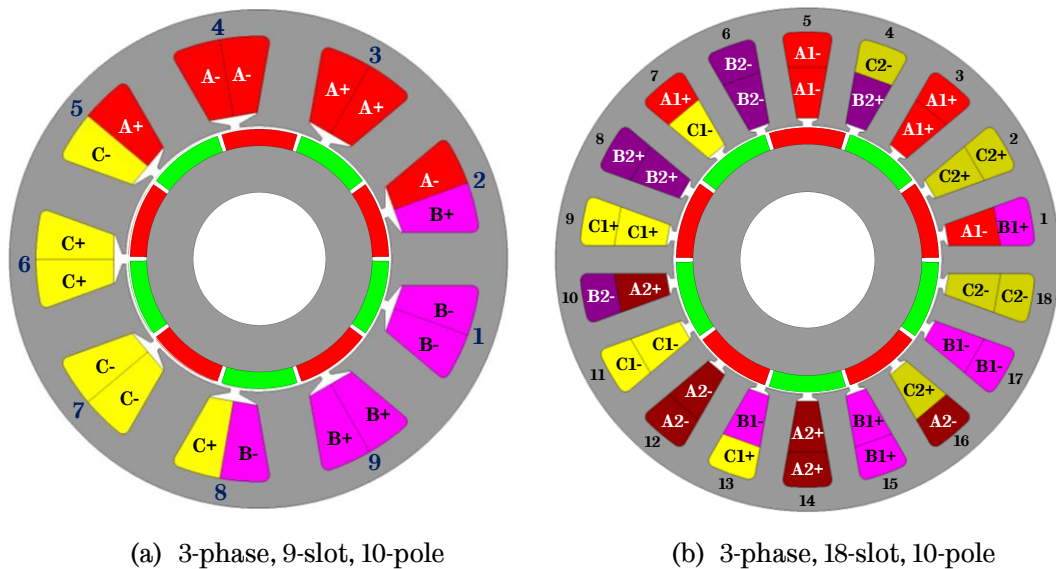 4
A- A-
3
A+
A+
5
A+
C-
2
A-
B+
6
C+
C+
1
B-
B-
7
C-
C-
8
C+ B-
9
B+
B+
(a) 3-phase, 9-slot, 10-pole
5
A1-
A1-
6
B2-
B2-
4
C2-
B2+
7
A1+
C1-
3
A1+
A1+
8
B2+
B2+
2
C2+
C2+
9
C1+ C1+
1
A1- B1+
10
B2- A2+
18
C2- C2-
11
C1-
C1-
17
B1-
B1-
12
A2-
A2-
16
C2+
A2-
13
B1-
C1+
14
A2+
A2+
15
B1+
B1+
(b) 3-phase, 18-slot, 10-pole